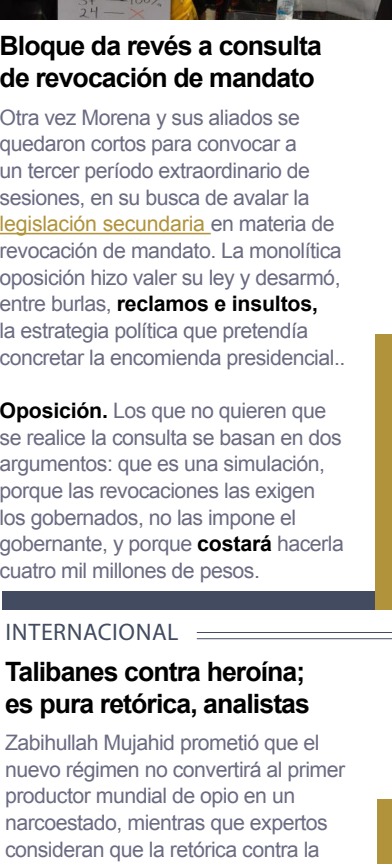 24 — X
Bloque da revés a consulta
de revocación de mandato
Otra vez Morena y sus aliados se
quedaron cortos para convocar a
un tercer período extraordinario de
sesiones, en su busca de avalar la
legislación secundaria en materia de
revocación de mandato. La monolítica
oposición hizo valer su ley y desarmó,
entre burlas, reclamos e insultos,
la estrategia política que pretendía
concretar la encomienda presidencial..
Oposición. Los que no quieren que
se realice la consulta se basan en dos
argumentos: que es una simulación,
porque las revocaciones las exigen
los gobernados, no las impone el
gobernante, y porque costará hacerla
cuatro mil millones de pesos.
INTERNACIONAL
Talibanes contra heroína;
es pura retórica, analistas
Zabihullah Mujahid prometió que el
nuevo régimen no convertirá al primer
productor mundial de opio en un
narcoestado, mientras que expertos
consideran que la retórica contra la